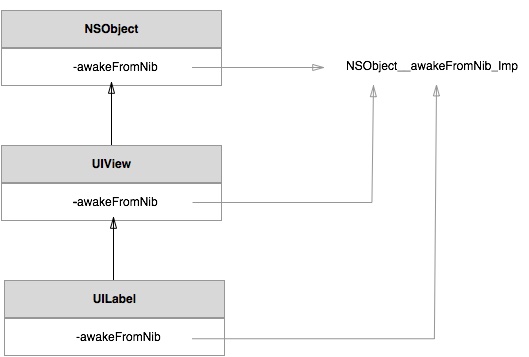 NSObject
-awakeFromNib
NSObject__awakeFromNib_Imp
UIView
-awakeFromNib
UILabel
-awakeFromNib